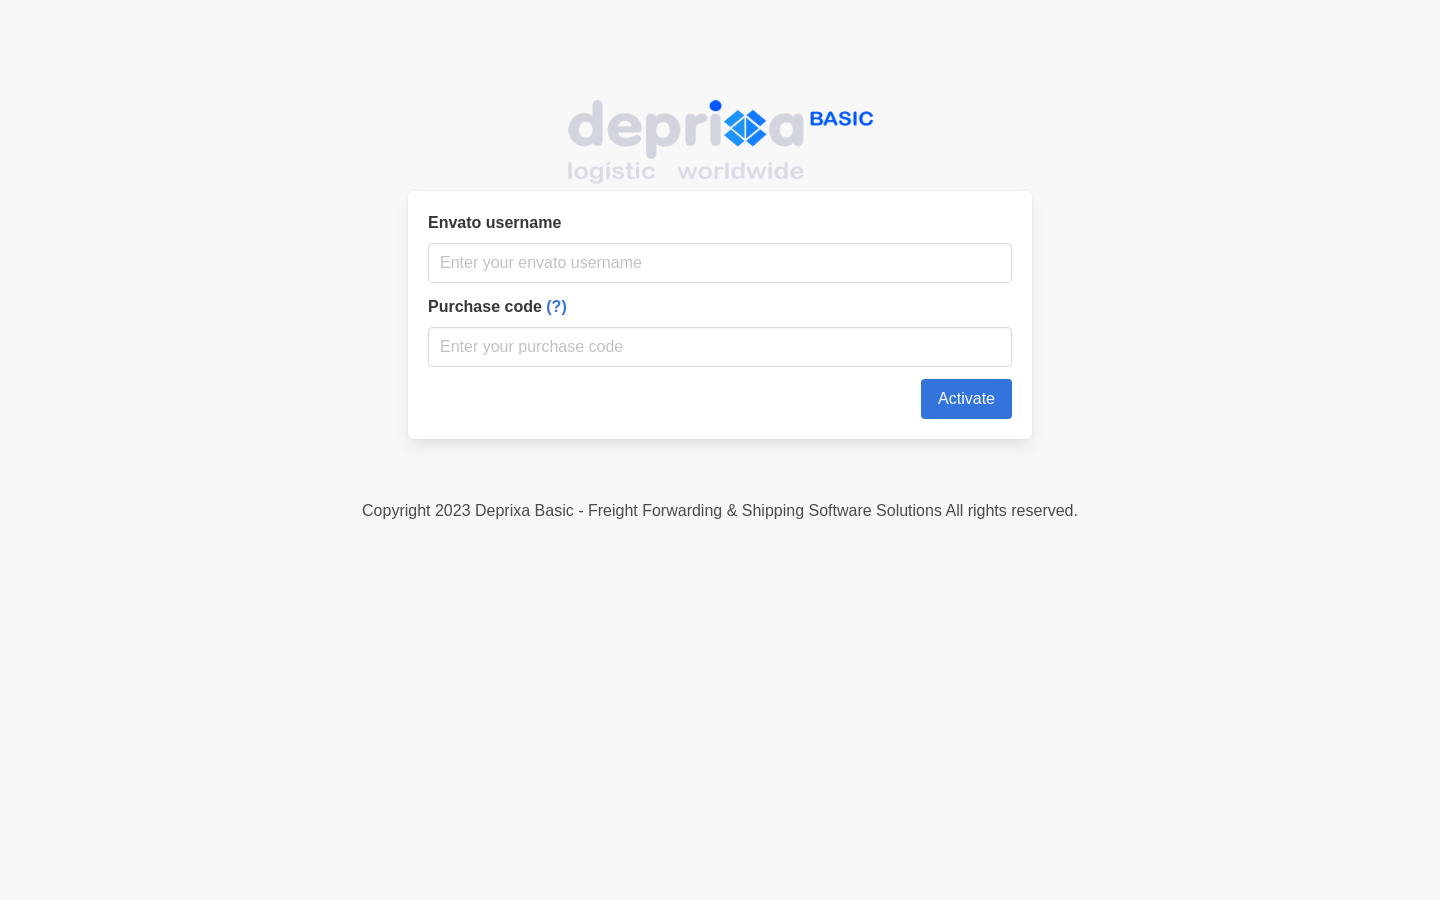 deprixa BASIC
logístic worldwide
Envato username
Enter your envato username
Purchase code (?)
Enter your purchase code
Activate
Copyright 2023 Deprixa Basic - Freight Forwarding & Shipping Software Solutions All rights reserved.